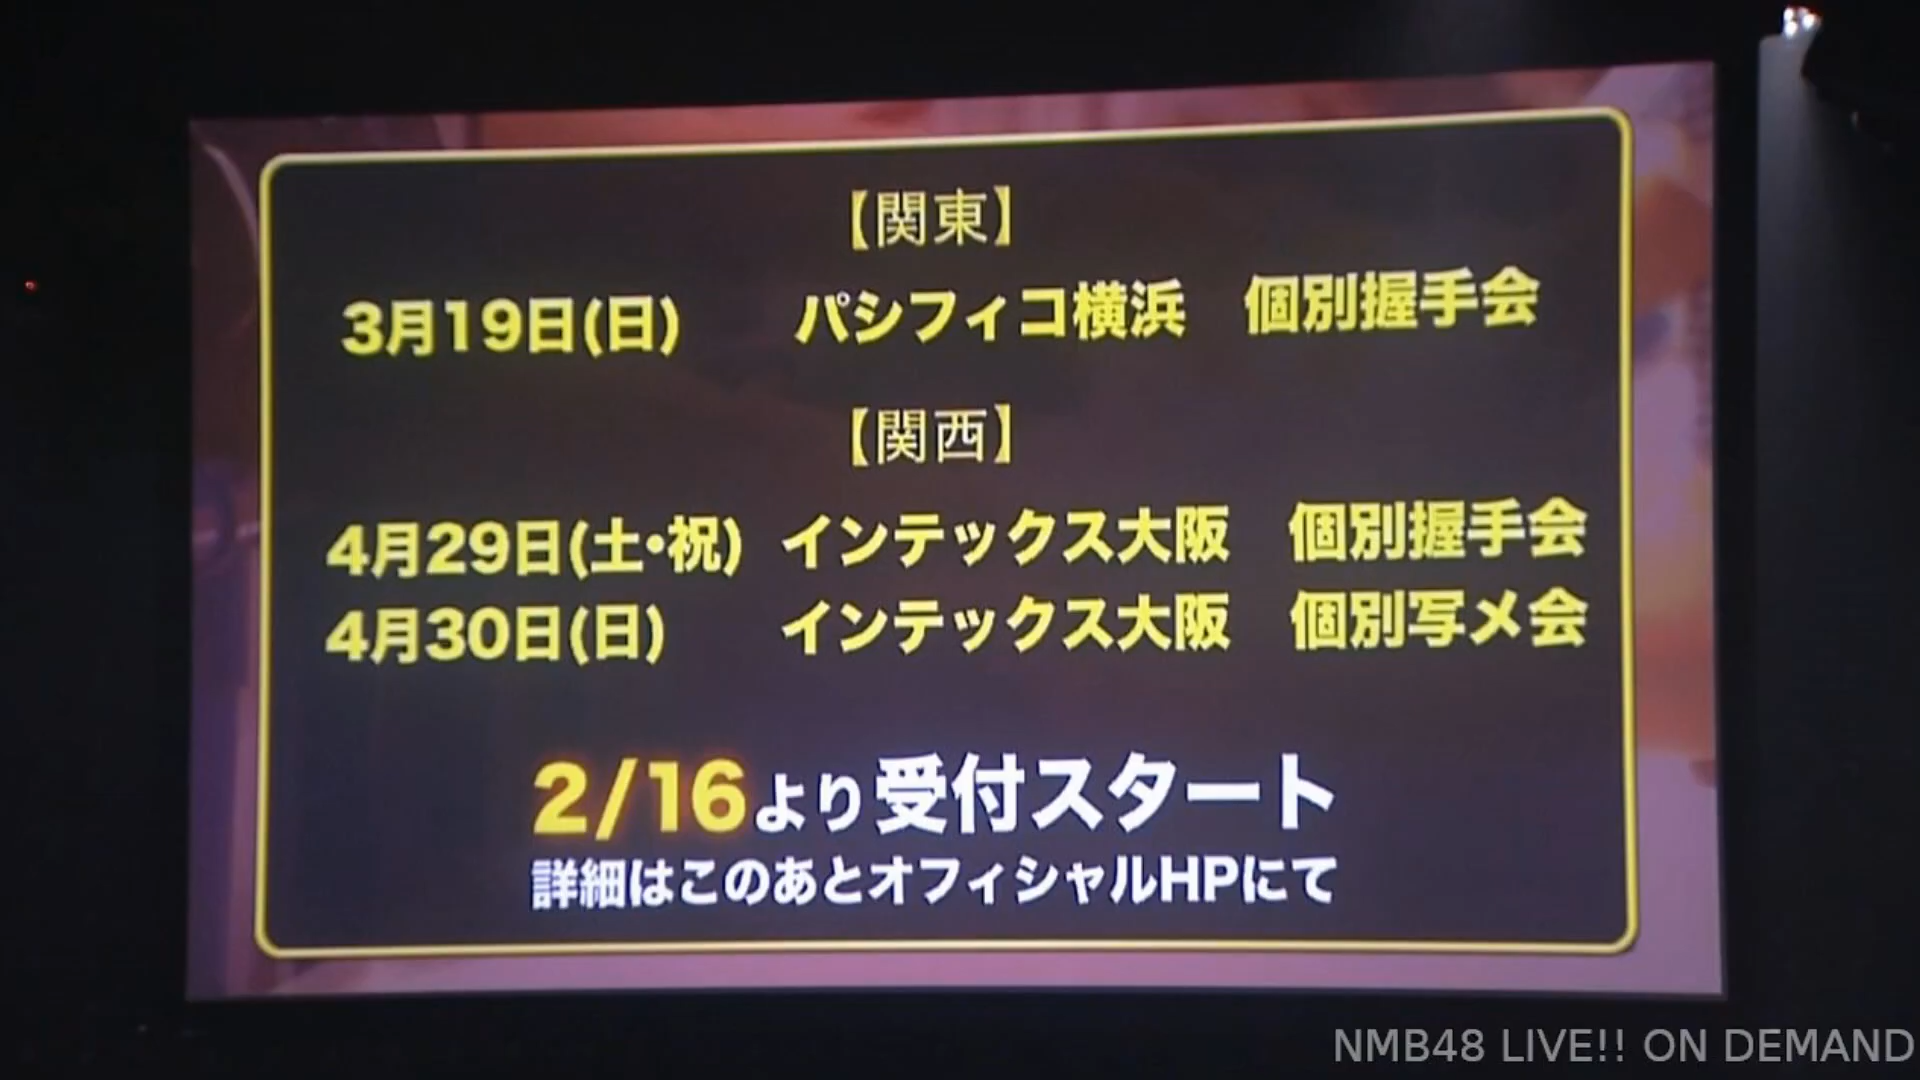 【関東】
3月19日(日) パシフィコ横浜 個別握手会
【関西】
4月29日(土・祝) インテックス大阪 個別握手会
4月30日(日) インテックス大阪 個別写メ会
2/16より受付スタート
詳細はこのあとオフィシャルHPにて
NMB48 LIVE!! ON DEMAND